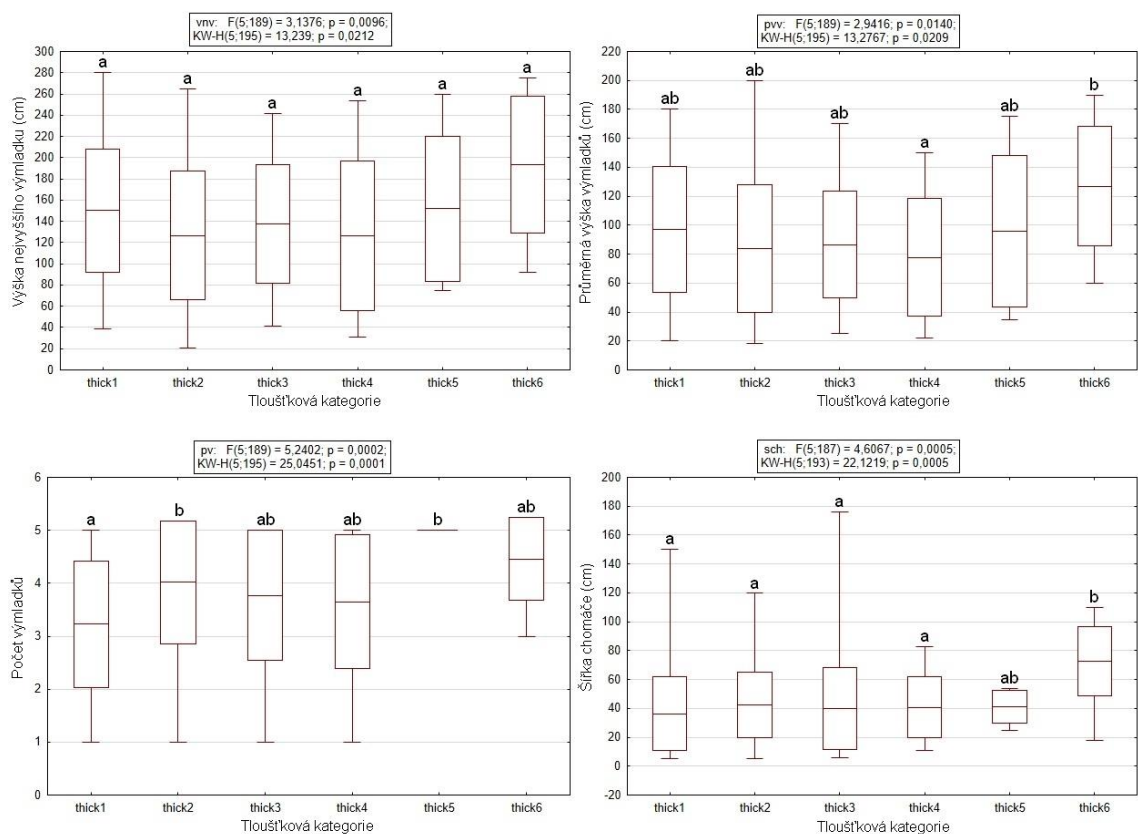 vnv: F(5;189) = 3,1376; p = 0,0096;
KW-H(5;195) = 13,239; p = 0,0212
300
280
260
240
220
200
180
160
140
120
100
80
60
40
20
0
Výška nejvyššího výmladku (cm)
a
a
a
a
a
a
thick1 thick2 thick3 thick4 thick5 thick6
Tloušťková kategorie
pvv: F(5;189) = 2,9416; p = 0,0140;
KW-H(5;195) = 13,2767; p = 0,0209
220
200
180
160
140
120
100
80
60
40
20
0
Průměrná výška výmladků (cm)
ab
ab
ab
a
ab
b
thick1 thick2 thick3 thick4 thick5 thick6
Tloušťková kategorie
pv: F(5;189) = 5,2402; p = 0,0002;
KW-H(5;195) = 25,0451; p = 0,0001
6
5
4
3
2
1
0
Počet výmladků
a
b
ab
ab
b
ab
thick1 thick2 thick3 thick4 thick5 thick6
Tloušťková kategorie
sch: F(5;187) = 4,6067; p = 0,0005;
KW-H(5;193) = 22,1219; p = 0,0005
200
180
160
140
120
100
80
60
40
20
0
-20
Šířka chomáče (cm)
a
a
a
a
ab
b
thick1 thick2 thick3 thick4 thick5 thick6
Tloušťková kategorie